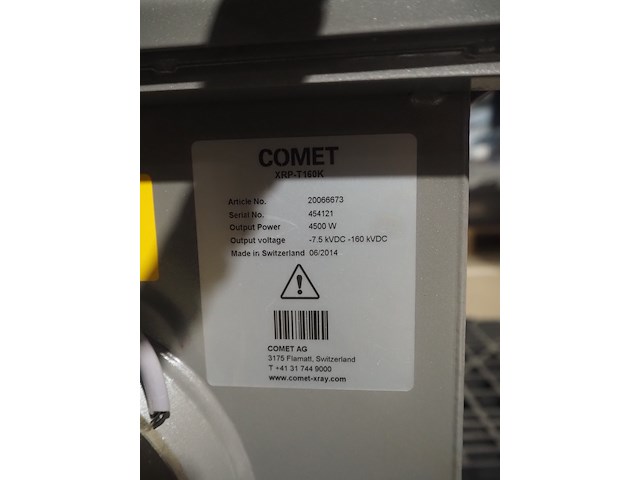 COMET
XRP-T160K
Article No. 20066673
Serial No. 454121
Output Power 4500 W
Output voltage -7.5 kVDC -160 kVDC
Made in Switzerland 06/2014
COMET AG
3175 Flamatt, Switzerland
T +41 31 744 9000
www.comet-xray.com